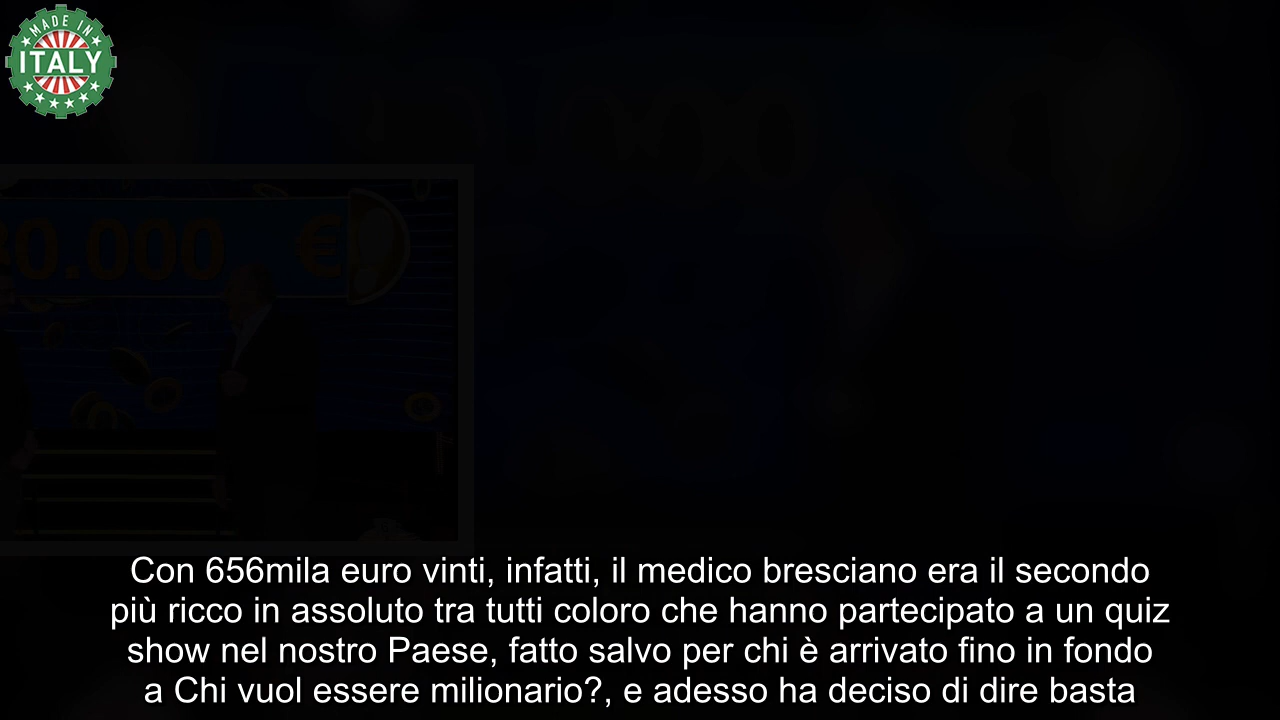 MADE IN
ITALY
0.000 €
Con 656mila euro vinti, infatti, il medico bresciano era il secondo
più ricco in assoluto tra tutti coloro che hanno partecipato a un quiz
show nel nostro Paese, fatto salvo per chi è arrivato fino in fondo
a Chi vuol essere milionario?, e adesso ha deciso di dire basta